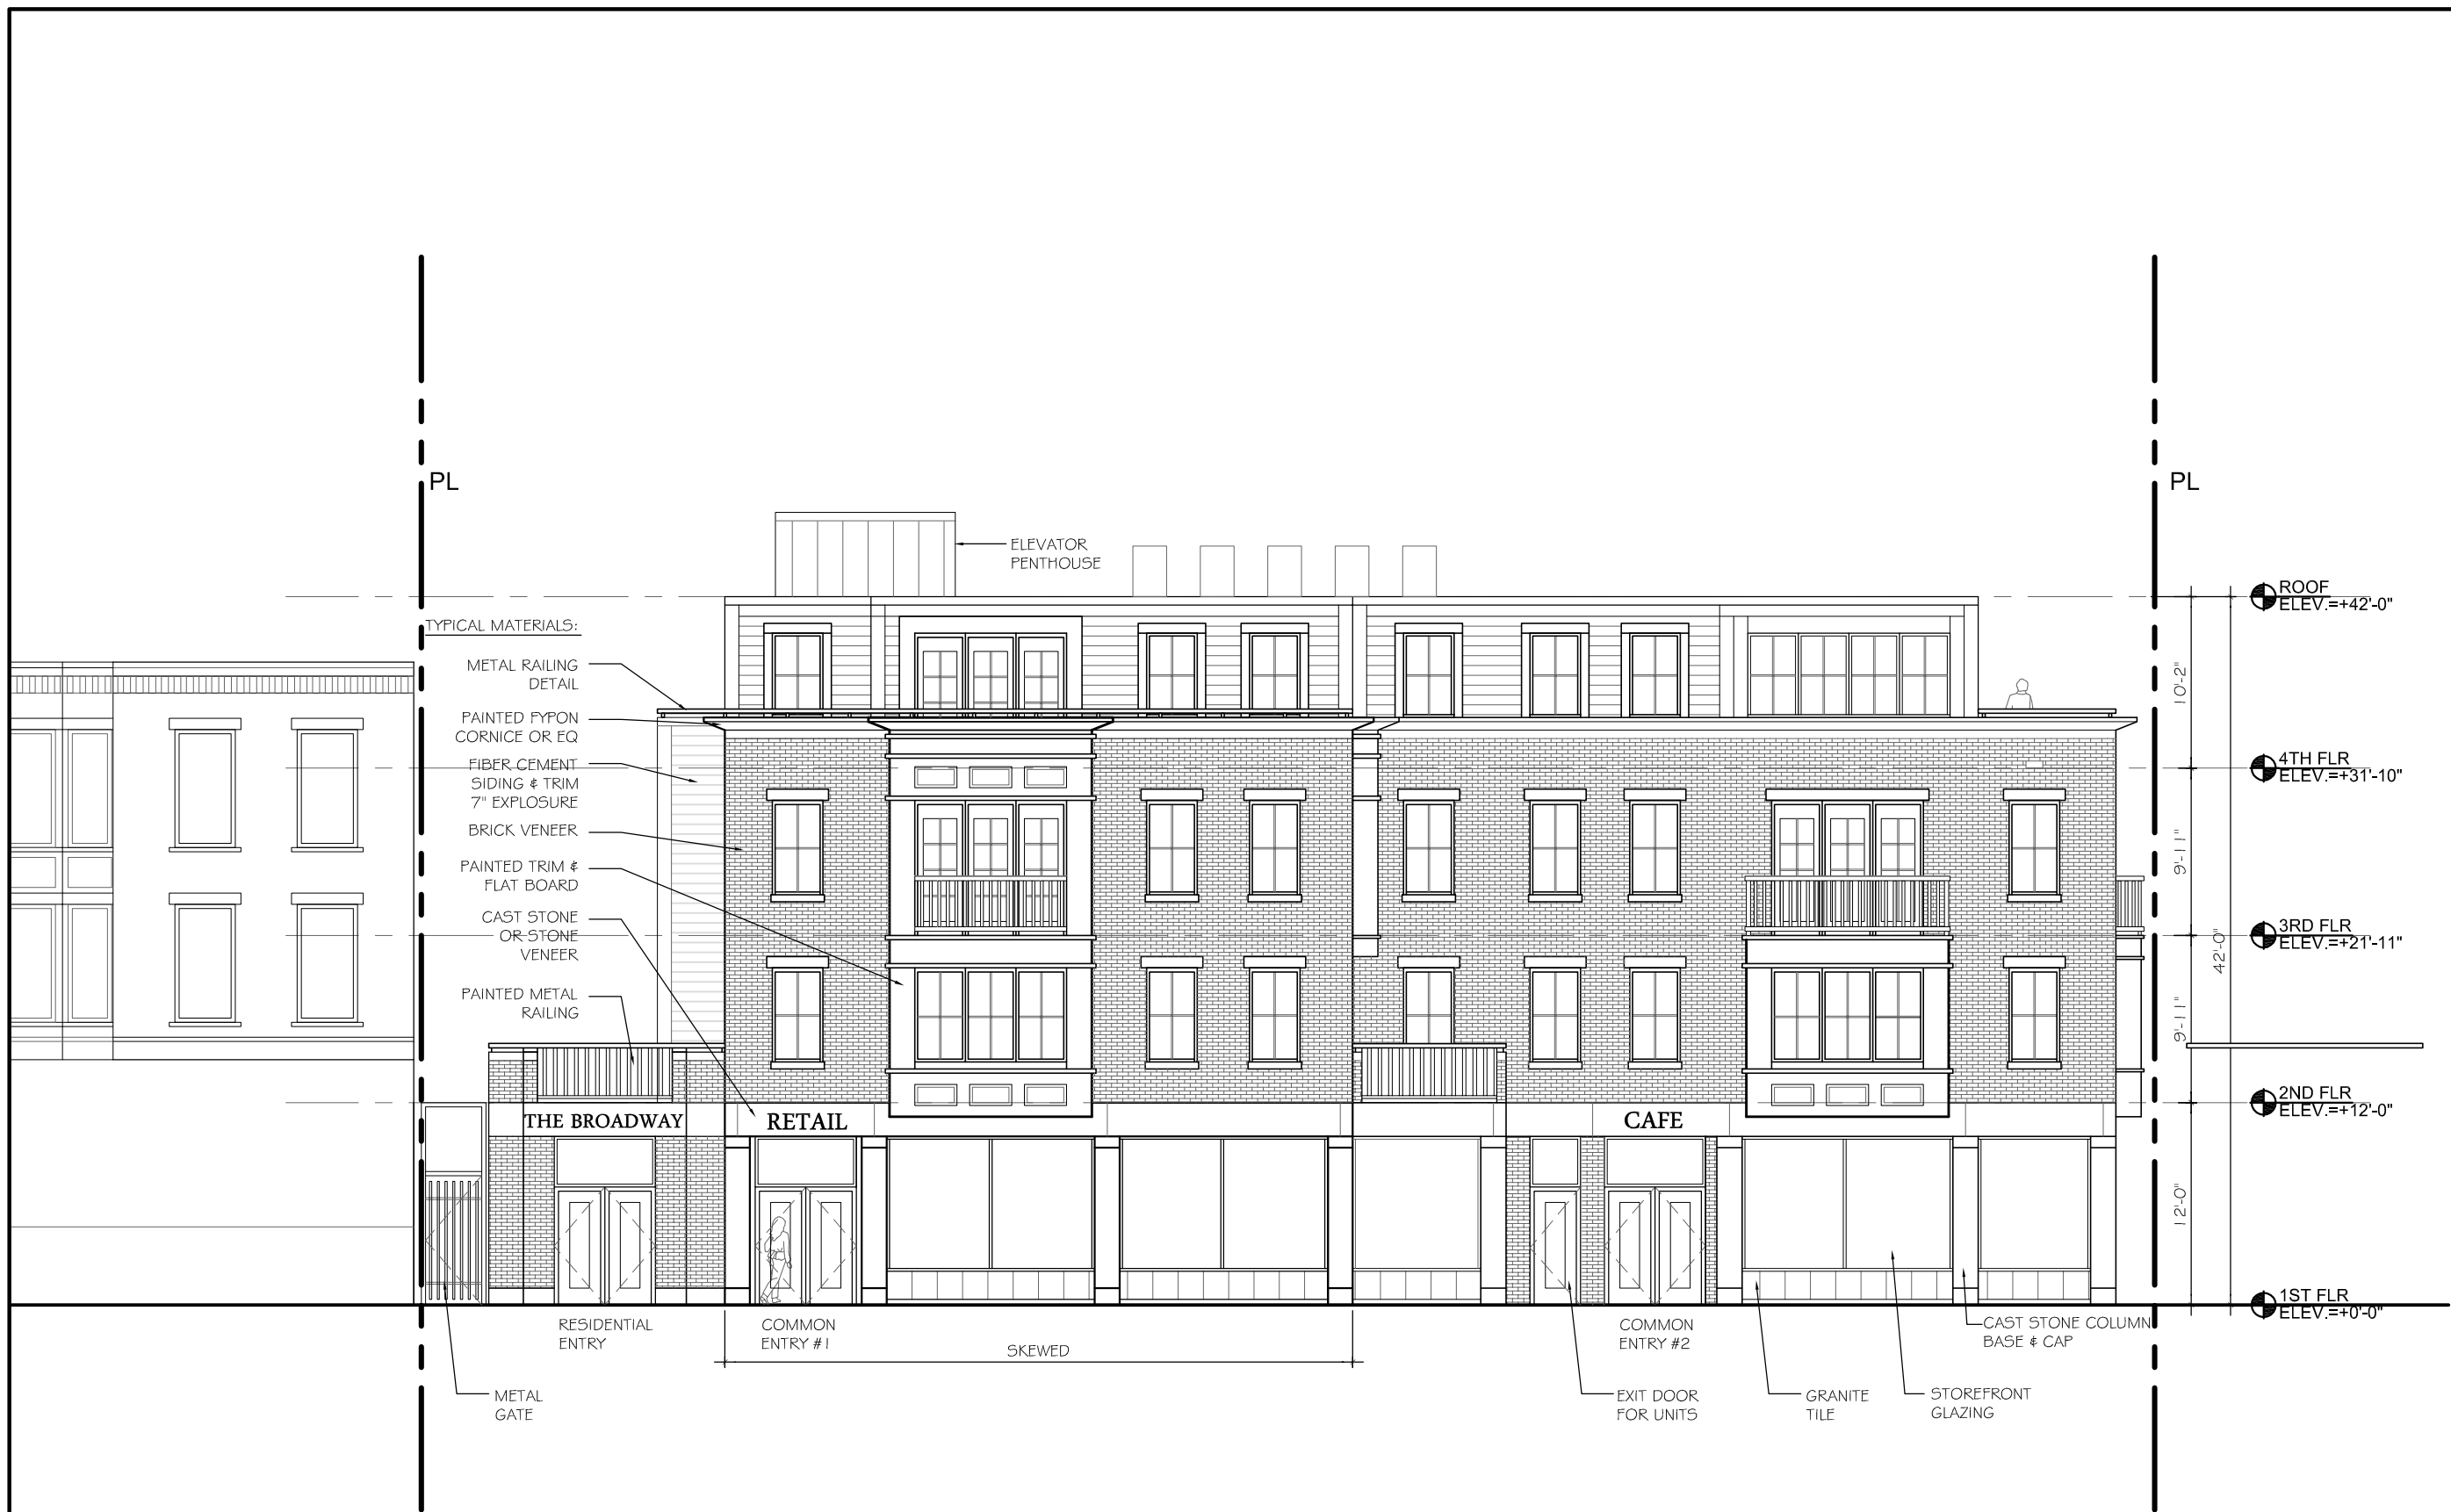 PL
PL
ELEVATOR
PENTHOUSE
ROOF
ELEV.=+42'-0"
TYPICAL MATERIALS:
METAL RAILING
DETAIL
PAINTED FYPON
CORNICE OR EQ
FIBER CEMENT
SIDING & TRIM
7" EXPLOSURE
BRICK VENEER
PAINTED TRIM &
FLAT BOARD
CAST STONE
OR STONE
VENEER
PAINTED METAL
RAILING
10'-2"
4TH FLR
ELEV.=+31'-10"
9'-11"
3RD FLR
ELEV.=+21'-11"
42'-0"
9'-11"
2ND FLR
ELEV.=+12'-0"
12'-0"
1ST FLR
ELEV.=+0'-0"
THE BROADWAY
RETAIL
CAFE
RESIDENTIAL
ENTRY
COMMON
ENTRY #1
SKEWED
COMMON
ENTRY #2
CAST STONE COLUMN
BASE & CAP
METAL
GATE
EXIT DOOR
FOR UNITS
GRANITE
TILE
STOREFRONT
GLAZING